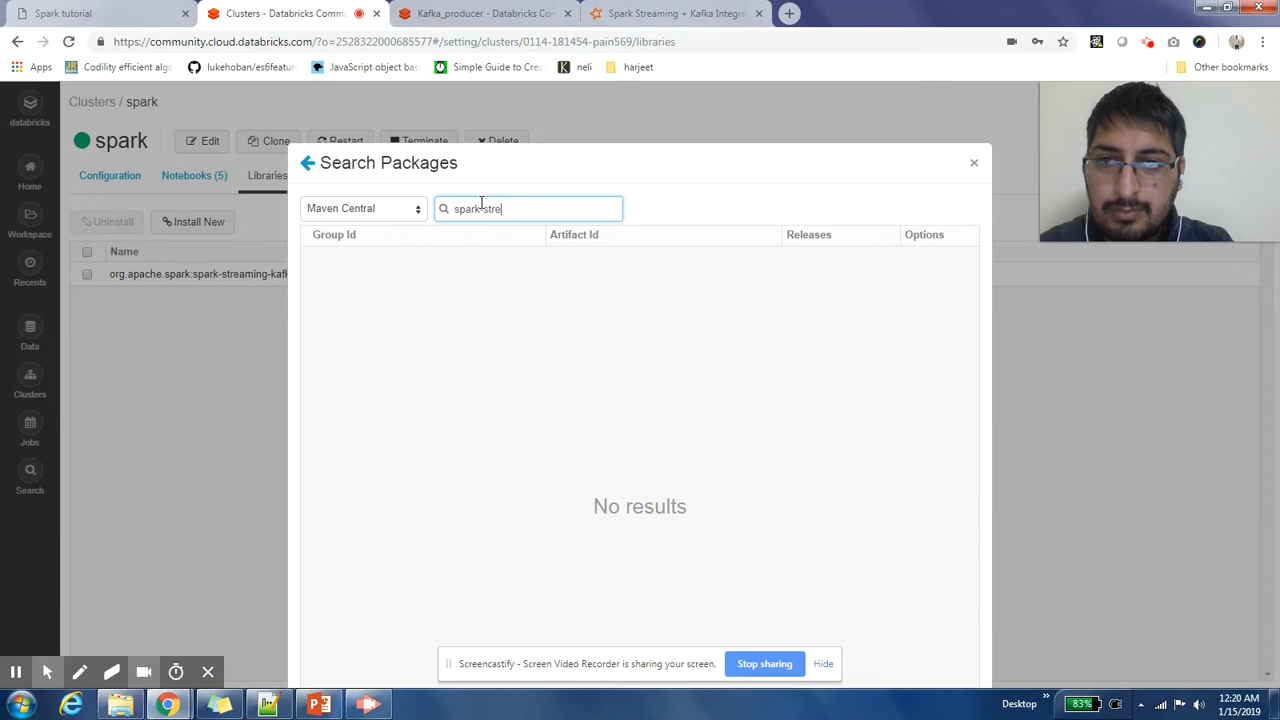 Spark tutorial
Clusters - Databricks Commu
Kafka_producer - Databricks Com
Spark Streaming + Kafka Integrat
https://community.cloud.databricks.com/?o=2528322000685577#/setting/clusters/0114-181454-pain569/libraries
Apps
Codility efficient algo
lukehoban/es6featur
JavaScript object bas
Simple Guide to Crea
neli
harjeet
Other bookmarks
Clusters / spark
databricks
spark
Edit
Clone
Restart
Terminate
Delete
Search Packages
×
Home
Configuration
Notebooks (5)
Libraries
Maven Central
spark-stre
Workspace
Uninstall
Install New
Group Id
Artifact Id
Releases
Options
Name
Recents
org.apache.spark:spark-streaming-kafk
Data
Clusters
Jobs
Search
No results
Screencastify - Screen Video Recorder is sharing your screen.
Stop sharing
Hide
Desktop
83%
12:20 AM
1/15/2019